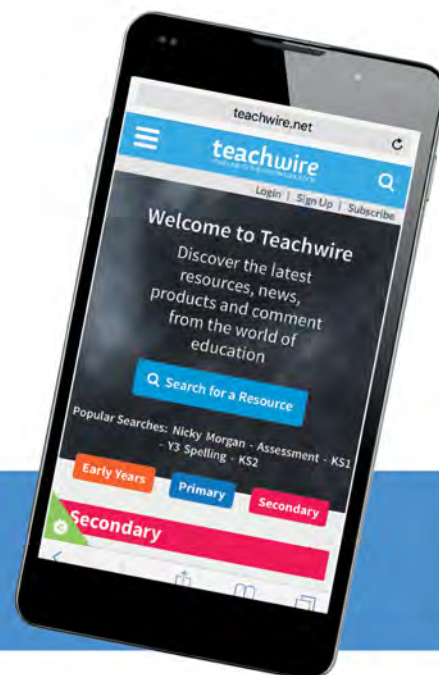 teachwire.net
teachwire
Login | Sign Up | Subscribe
Welcome to Teachwire
Discover the latest
resources, news,
products and comment
from the world of
education
Search for a Resource
Popular Searches: Nicky Morgan - Assessment - KS1
- Y3 Spelling - KS2
Early Years
Primary
Secondary
Secondary